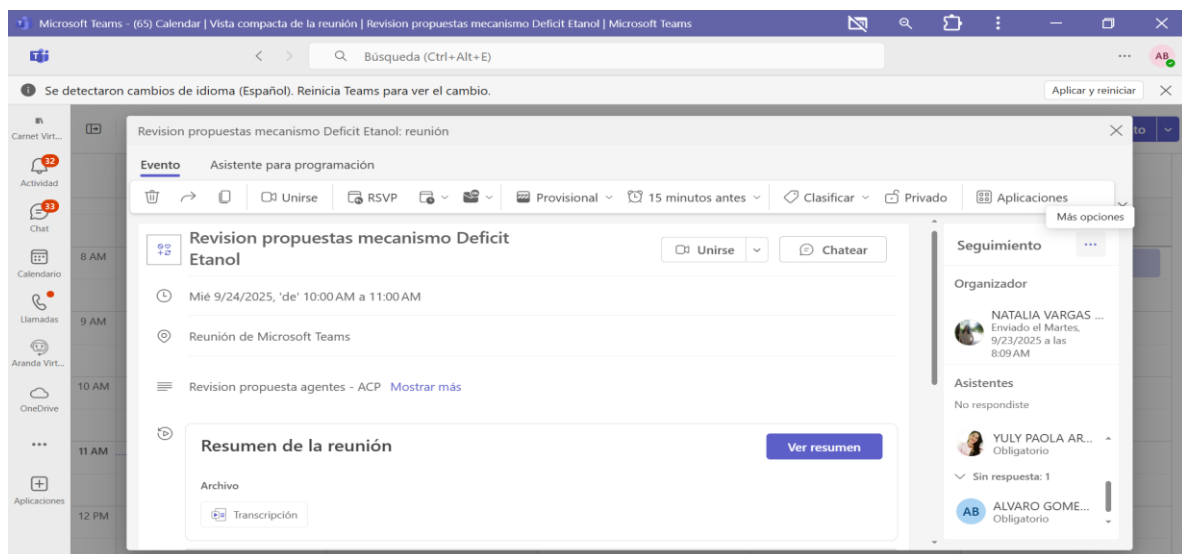 Microsoft Teams - (65) Calendar | Vista compacta de la reunión | Revision propuestas mecanismo Deficit Etanol | Microsoft Teams
Búsqueda (Ctrl+Alt+E)
AB
Se detectaron cambios de idioma (Español). Reinicia Teams para ver el cambio.
Aplicar y reiniciar
Carnet Virt...
32
Actividad
33
Chat
Calendario
Llamadas
Aranda Virt...
OneDrive
Aplicaciones
8 AM
9 AM
10 AM
11 AM
12 PM
to
Revision propuestas mecanismo Deficit Etanol: reunión
Evento
Asistente para programación
Unirse
RSVP
Provisional
15 minutos antes
Clasificar
Privado
Aplicaciones
Más opciones
Revision propuestas mecanismo Deficit
Etanol
Unirse
Chatear
Mié 9/24/2025, 'de' 10:00 AM a 11:00 AM
Reunión de Microsoft Teams
Revision propuesta agentes - ACP Mostrar más
Resumen de la reunión
Ver resumen
Archivo
Transcripción
Seguimiento
Organizador
NATALIA VARGAS ...
Enviado el Martes,
9/23/2025 a las
8:09 AM
Asistentes
No respondiste
YULY PAOLA AR...
Obligatorio
Sin respuesta: 1
AB
ALVARO GOME...
Obligatorio